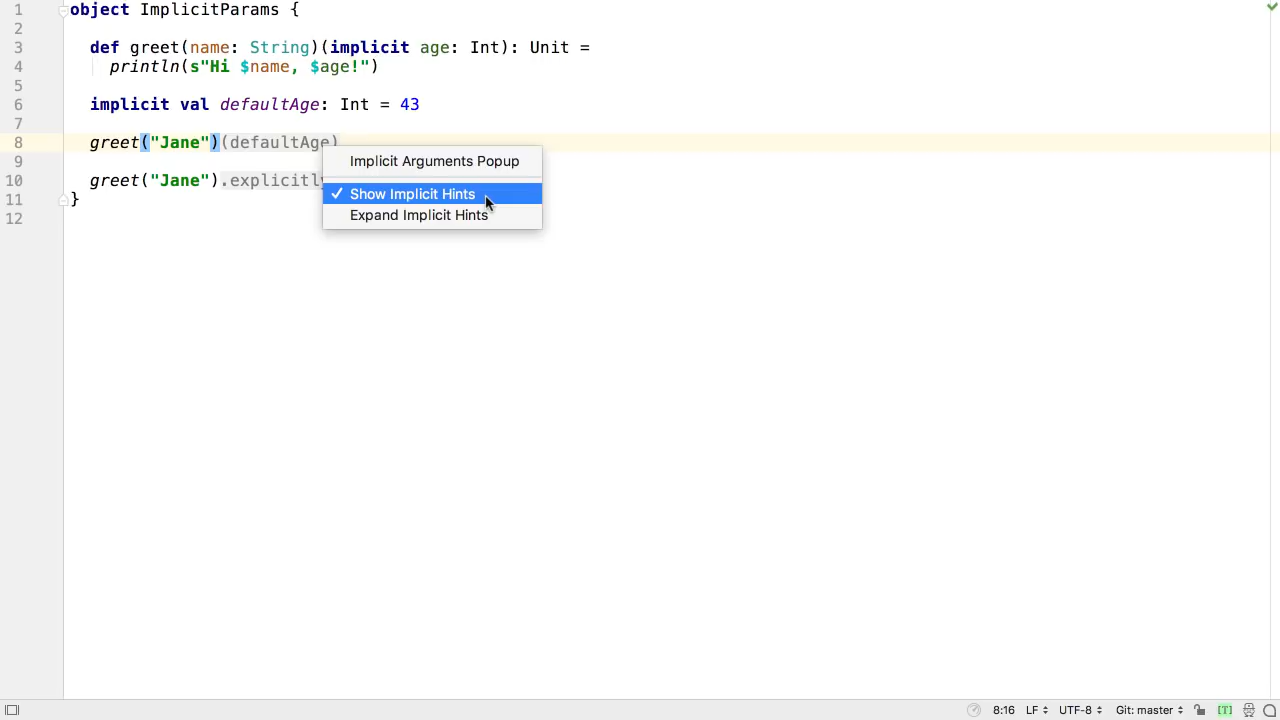 1 object ImplicitParams {
2
3 def greet(name: String)(implicit age: Int): Unit =
4 println(s"Hi $name, $age!")
5
6 implicit val defaultAge: Int = 43
7
8 greet("Jane")(defaultAge)
9
10 greet("Jane").explicitly
11 }
12
Implicit Arguments Popup
✓ Show Implicit Hints
Expand Implicit Hints
8:16 LF UTF-8 Git: master [T]